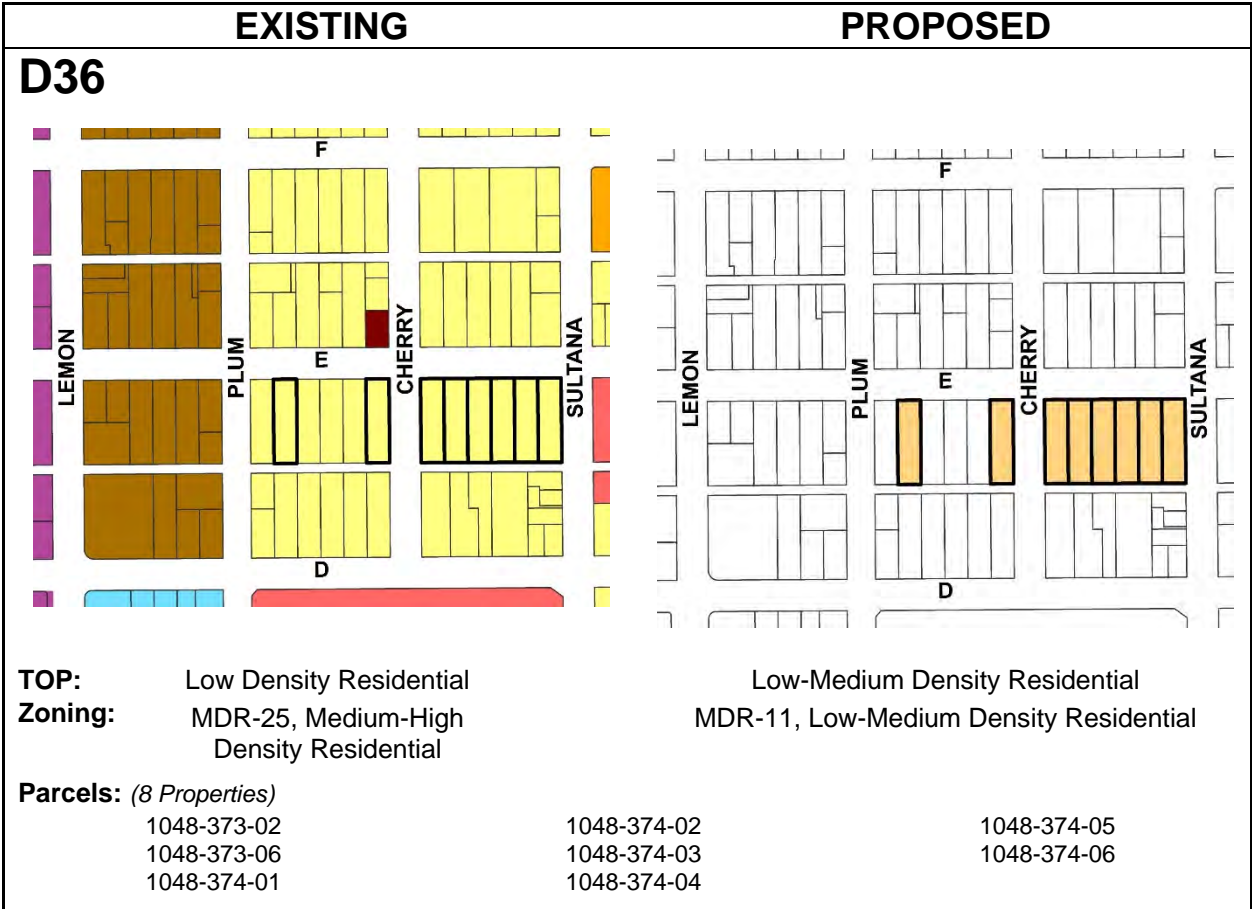 EXISTING
PROPOSED
D36
F
LEMON
PLUM
E
CHERRY
SULTANA
D
F
LEMON
PLUM
E
CHERRY
SULTANA
D
TOP: Low Density Residential
Low-Medium Density Residential
Zoning: MDR-25, Medium-High
Density Residential
MDR-11, Low-Medium Density Residential
Parcels: (8 Properties)
1048-373-02
1048-373-06
1048-374-01
1048-374-02
1048-374-03
1048-374-04
1048-374-05
1048-374-06